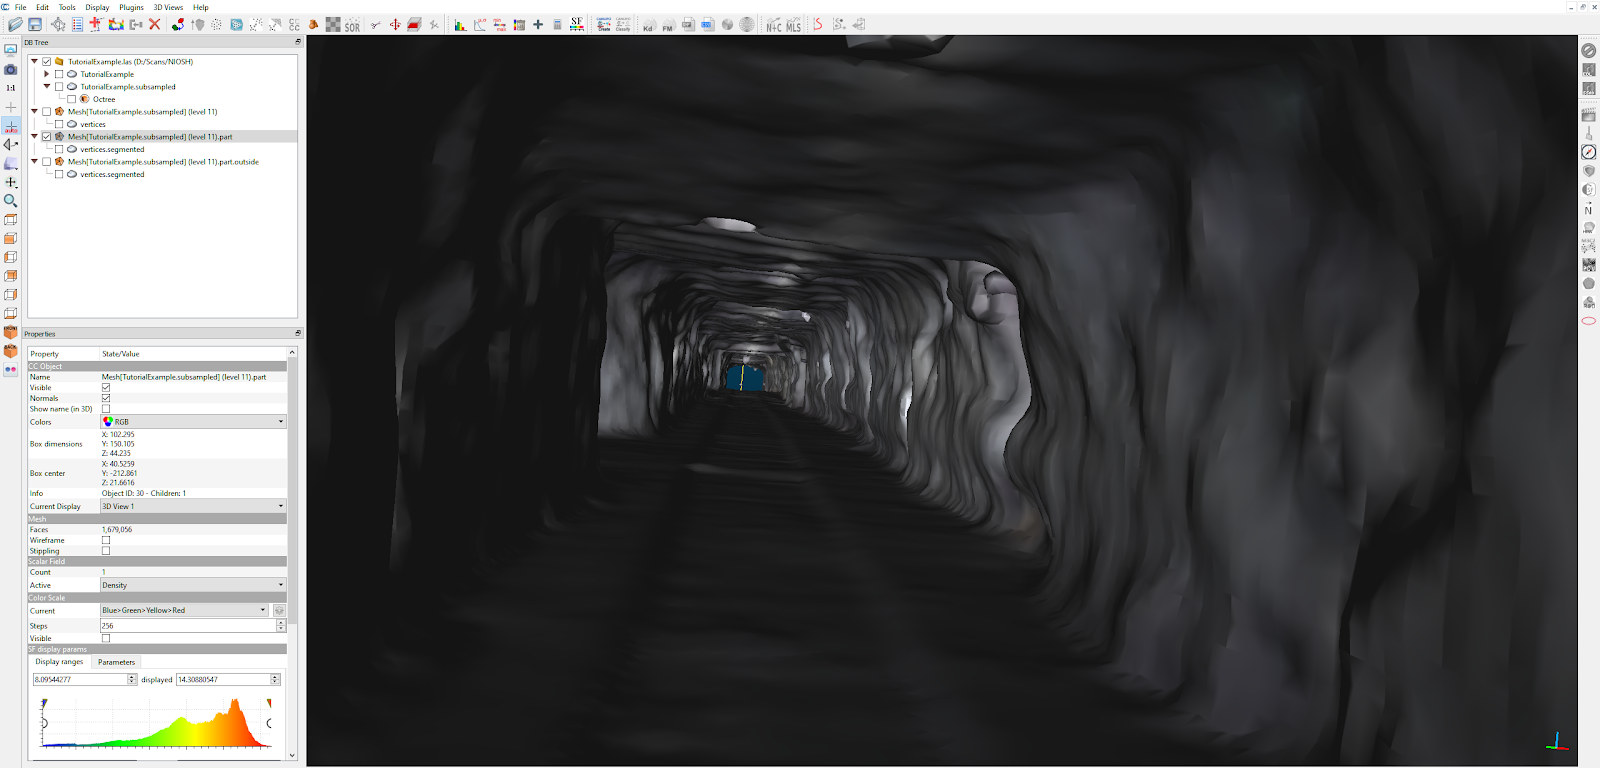 File Edit Tools Display Plugins 3D Views Help
SOR
SF
Kd FM
N+C MLS
DB Tree
1:1
auto
TutorialExample.las (D:/Scans/NIOSH)
TutorialExample
TutorialExample.subsampled
Octree
Mesh[TutorialExample.subsampled] (level 11)
vertices
Mesh[TutorialExample.subsampled] (level 11).part
vertices.segmented
Mesh[TutorialExample.subsampled] (level 11).part.outside
vertices.segmented
N
FRONT
BACK
Properties
Property State/Value
CC Object
Name Mesh[TutorialExample.subsampled] (level 11).part
Visible
Normals
Show name (in 3D)
Colors RGB
Box dimensions X: 102.295
Y: 150.105
Z: 44.235
Box center X: 40.5259
Y: -212.861
Z: 21.6616
Info Object ID: 30 - Children: 1
Current Display 3D View 1
Mesh
Faces 1,679,056
Wireframe
Stippling
Scalar Field
Count 1
Active Density
Color Scale
Current Blue>Green>Yellow>Red
Steps 256
Visible
SF display params
Display ranges Parameters
8.09544277 displayed 14.30880547